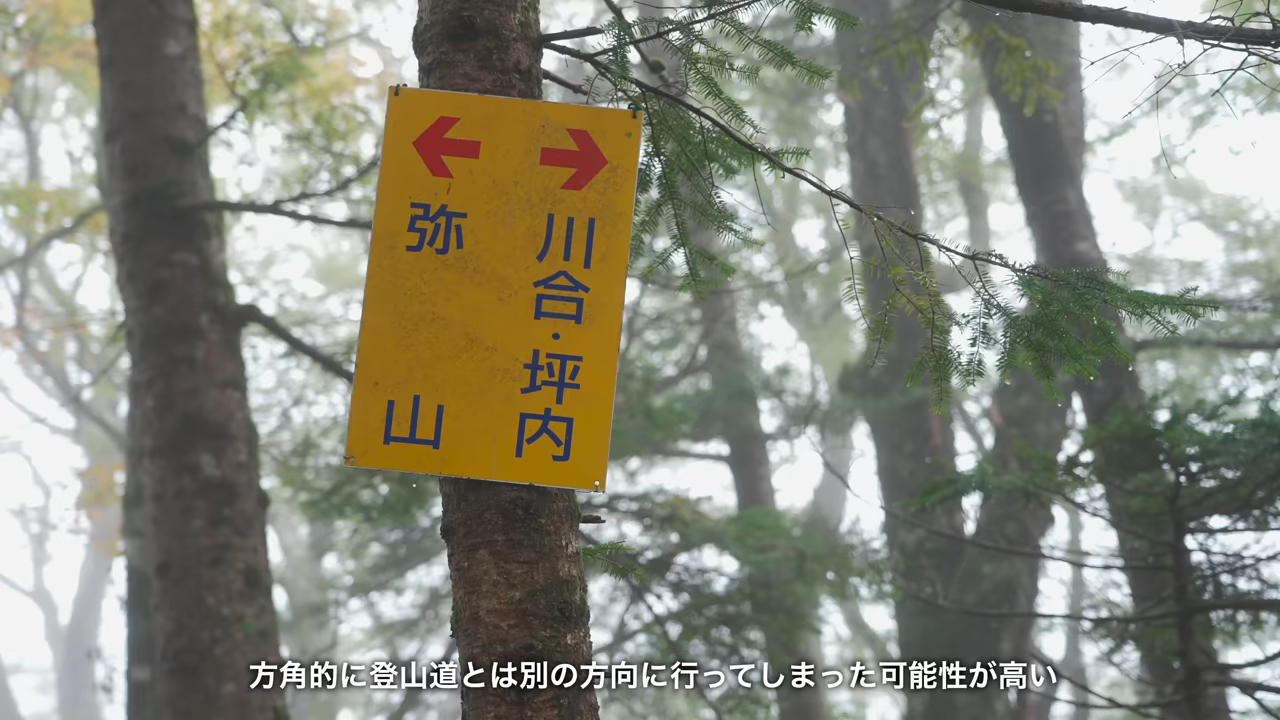 ←
弥山
→
川合・坪内
方角的に登山道とは別の方向に行ってしまった可能性が高い